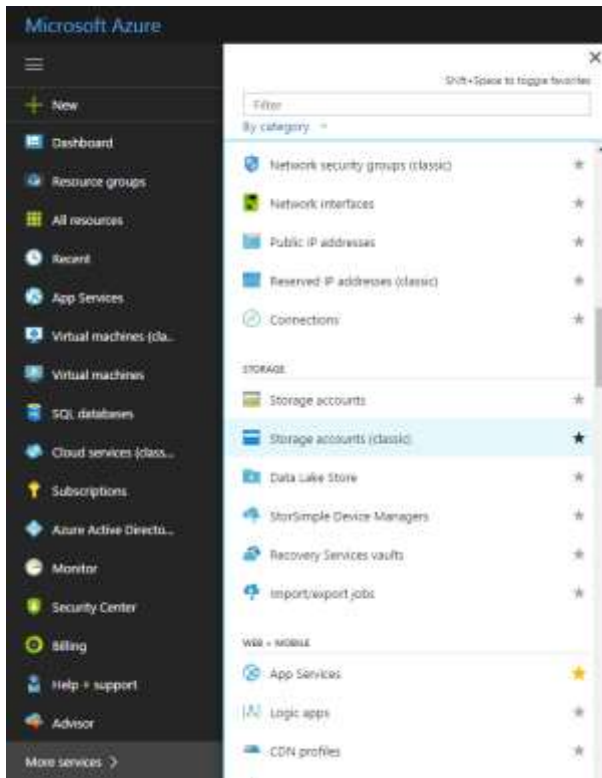 Microsoft Azure
Shift+Space to toggle favorites
New
Dashboard
Resource groups
All resources
Recent
App Services
Virtual machines (cla...
Virtual machines
SQL databases
Cloud services (class...
Subscriptions
Azure Active Directo...
Monitor
Security Center
Billing
Help + support
Advisor
More services >
Filter
By category
Network security groups (classic)
Network interfaces
Public IP addresses
Reserved IP addresses (classic)
Connections
STORAGE
Storage accounts
Storage accounts (classic)
Data Lake Store
StorSimple Device Managers
Recovery Services vaults
Import/export jobs
WEB + MOBILE
App Services
Logic apps
CDN profiles